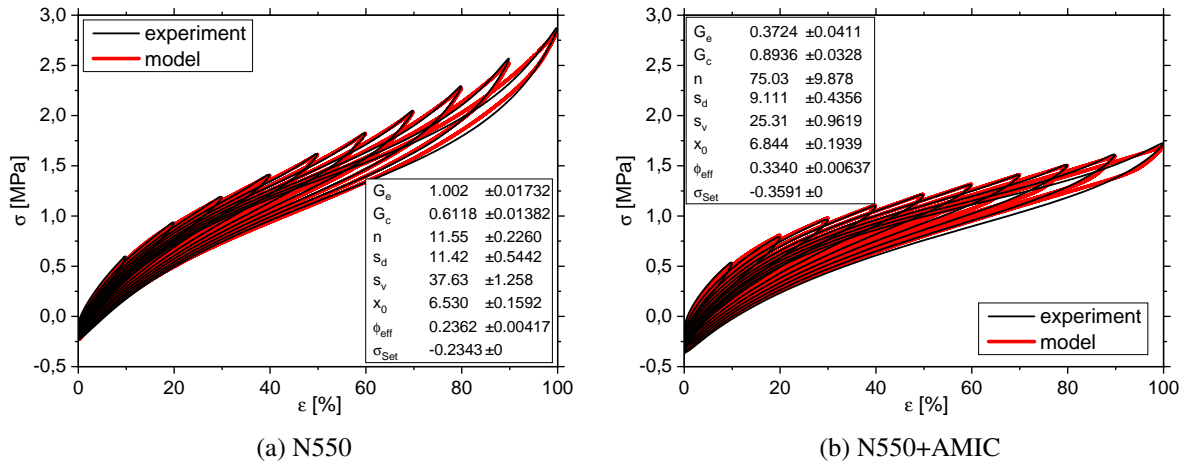 3,0
2,5
2,0
1,5
1,0
0,5
0,0
-0,5
σ [MPa]
experiment
model
G_e 1.002 ±0.01732
G_c 0.6118 ±0.01382
n 11.55 ±0.2260
s_d 11.42 ±0.5442
s_v 37.63 ±1.258
x_0 6.530 ±0.1592
ϕ_eff 0.2362 ±0.00417
σ_Set -0.2343 ±0
0 20 40 60 80 100
ε [%]
(a) N550
3,0
2,5
2,0
1,5
1,0
0,5
0,0
-0,5
σ [MPa]
G_e 0.3724 ±0.0411
G_c 0.8936 ±0.0328
n 75.03 ±9.878
s_d 9.111 ±0.4356
s_v 25.31 ±0.9619
x_0 6.844 ±0.1939
ϕ_eff 0.3340 ±0.00637
σ_Set -0.3591 ±0
experiment
model
0 20 40 60 80 100
ε [%]
(b) N550+AMIC